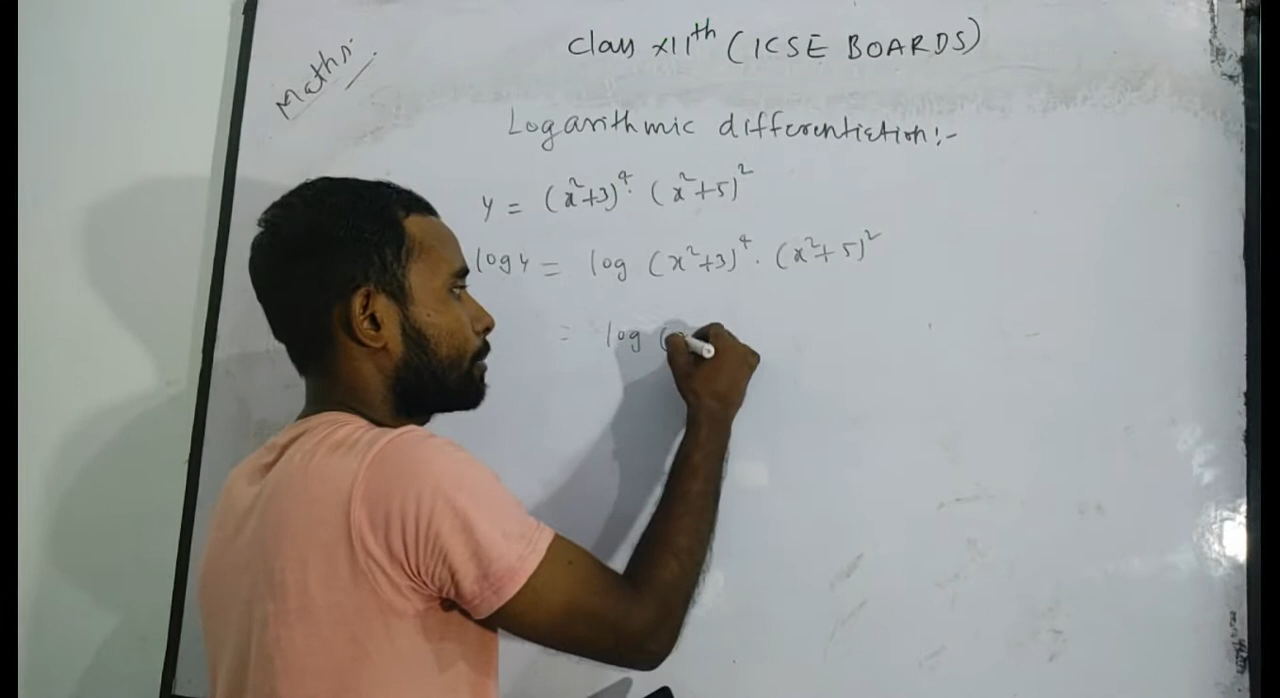 Maths:
Class XIIth (ICSE BOARDS)
Logarithmic differentiation:-
y = (x²+3)⁴. (x²+5)²
log y = log (x²+3)⁴. (x²+5)²
= log (